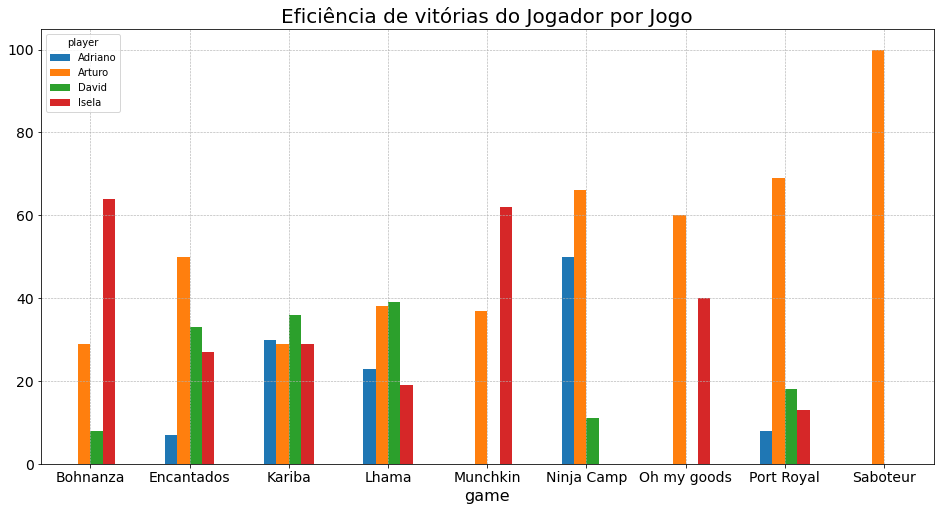 Eficiência de vitórias do Jogador por Jogo
player
Adriano
Arturo
David
Isela
100
80
60
40
20
0
Bohnanza Encantados Kariba Lhama Munchkin Ninja Camp Oh my goods Port Royal Saboteur
game